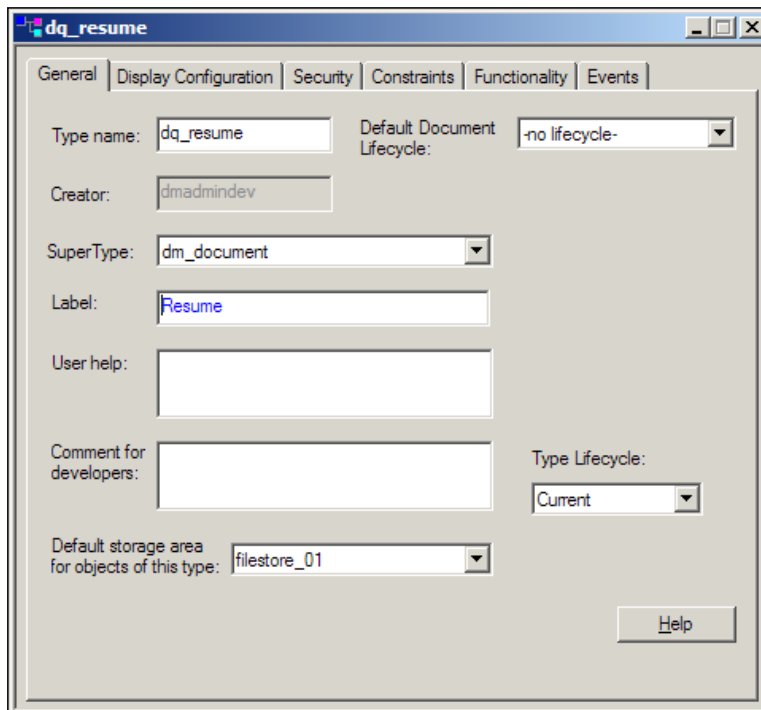 dq_resume
General Display Configuration Security Constraints Functionality Events
Type name: dq_resume
Default Document
Lifecycle: -no lifecycle-
Creator: dmadmindev
SuperType: dm_document
Label: Resume
User help:
Comment for
developers:
Type Lifecycle:
Current
Default storage area
for objects of this type: filestore_01
Help